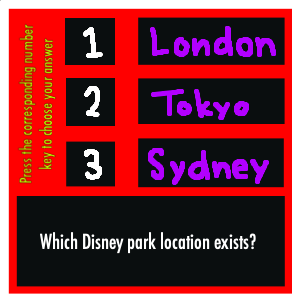 Press the corresponding number
key to choose your answer
1 London
2 Tokyo
3 Sydney
Which Disney park location exists?